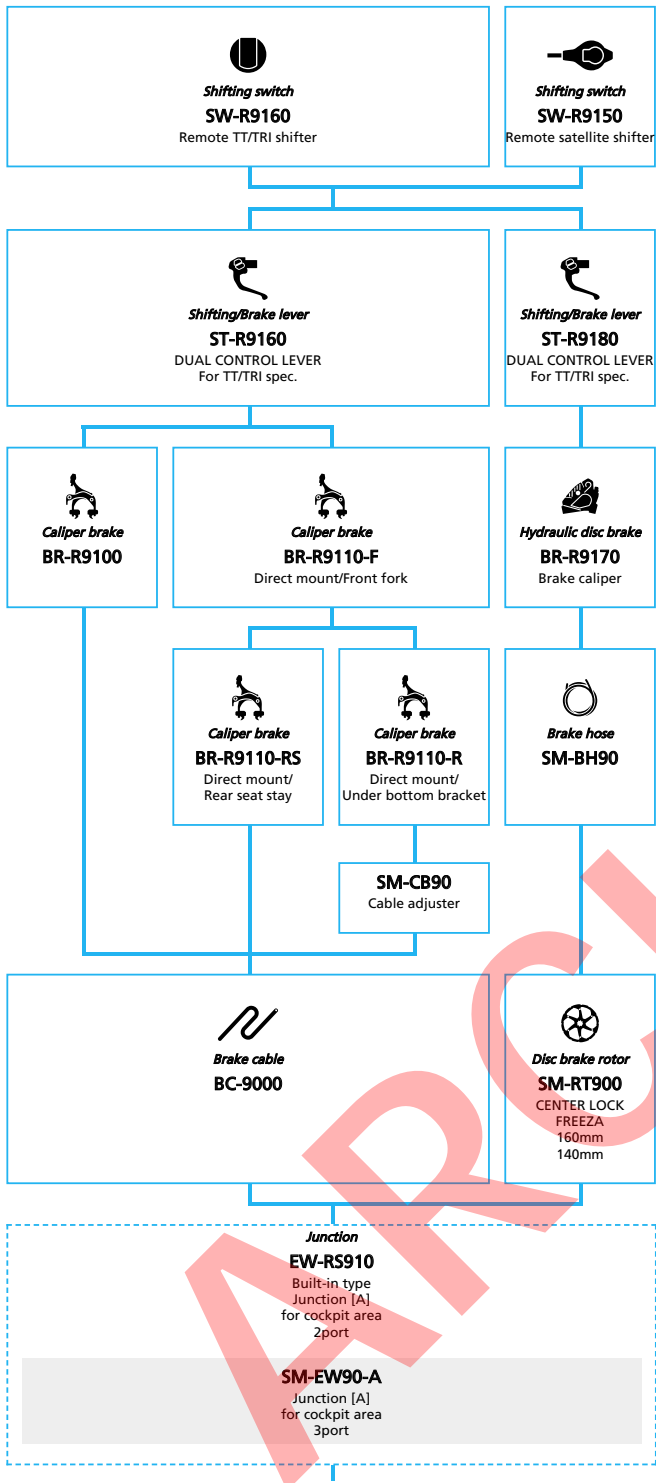 Shifting switch
SW-R9160
Remote TT/TRI shifter
Shifting switch
SW-R9150
Remote satellite shifter
Shifting/Brake lever
ST-R9160
DUAL CONTROL LEVER
For TT/TRI spec.
Shifting/Brake lever
ST-R9180
DUAL CONTROL LEVER
For TT/TRI spec.
Caliper brake
BR-R9100
Caliper brake
BR-R9110-F
Direct mount/Front fork
Hydraulic disc brake
BR-R9170
Brake caliper
Caliper brake
BR-R9110-RS
Direct mount/
Rear seat stay
Caliper brake
BR-R9110-R
Direct mount/
Under bottom bracket
Brake hose
SM-BH90
SM-CB90
Cable adjuster
Brake cable
BC-9000
Disc brake rotor
SM-RT900
CENTER LOCK
FREEZA
160mm
140mm
Junction
EW-RS910
Built-in type
Junction [A]
for cockpit area
2port
SM-EW90-A
Junction [A]
for cockpit area
3port
ARC